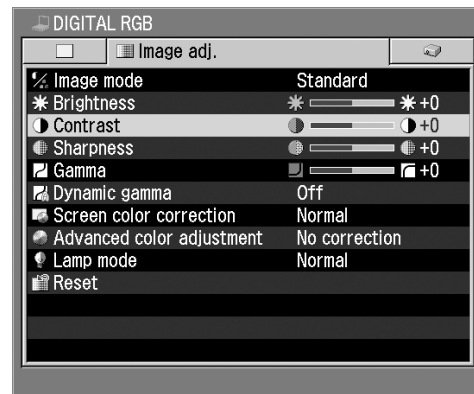 DIGITAL RGB
Image adj.
Image mode Standard
Brightness +0
Contrast +0
Sharpness +0
Gamma +0
Dynamic gamma Off
Screen color correction Normal
Advanced color adjustment No correction
Lamp mode Normal
Reset